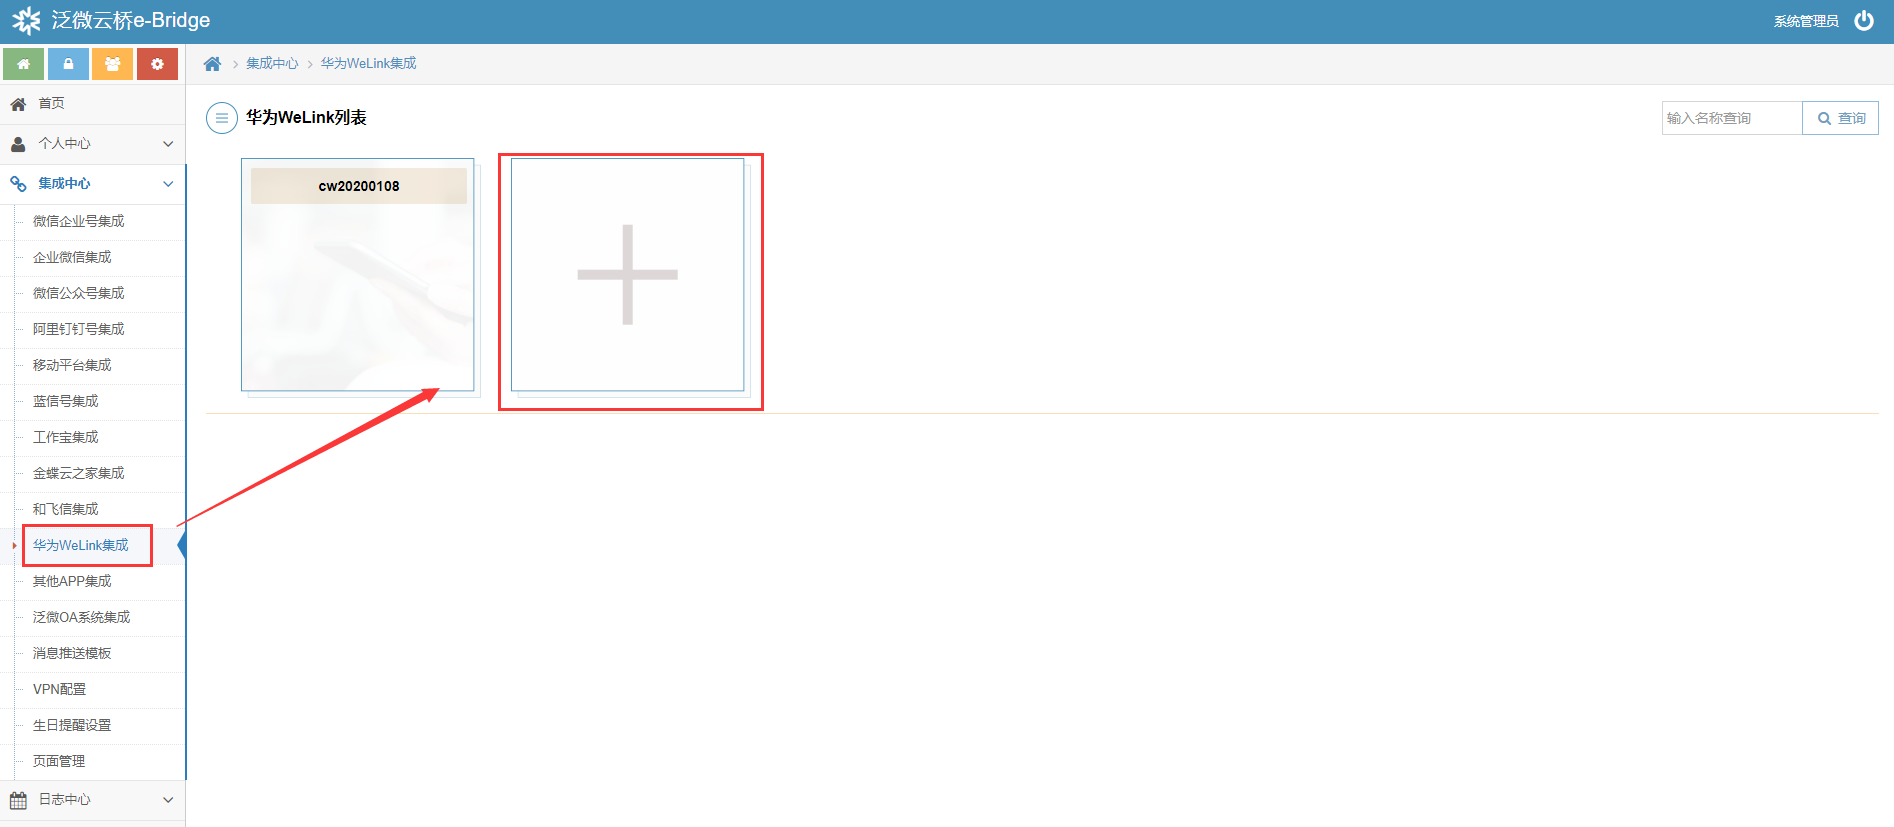 泛微云桥e-Bridge
系统管理员
集成中心
华为WeLink集成
首页
个人中心
集成中心
微信企业号集成
企业微信集成
微信公众号集成
阿里钉钉号集成
移动平台集成
蓝信号集成
工作宝集成
金蝶云之家集成
和飞信集成
华为WeLink集成
其他APP集成
泛微OA系统集成
消息推送模板
VPN配置
生日提醒设置
页面管理
日志中心
华为WeLink列表
输入名称查询
查询
cw20200108